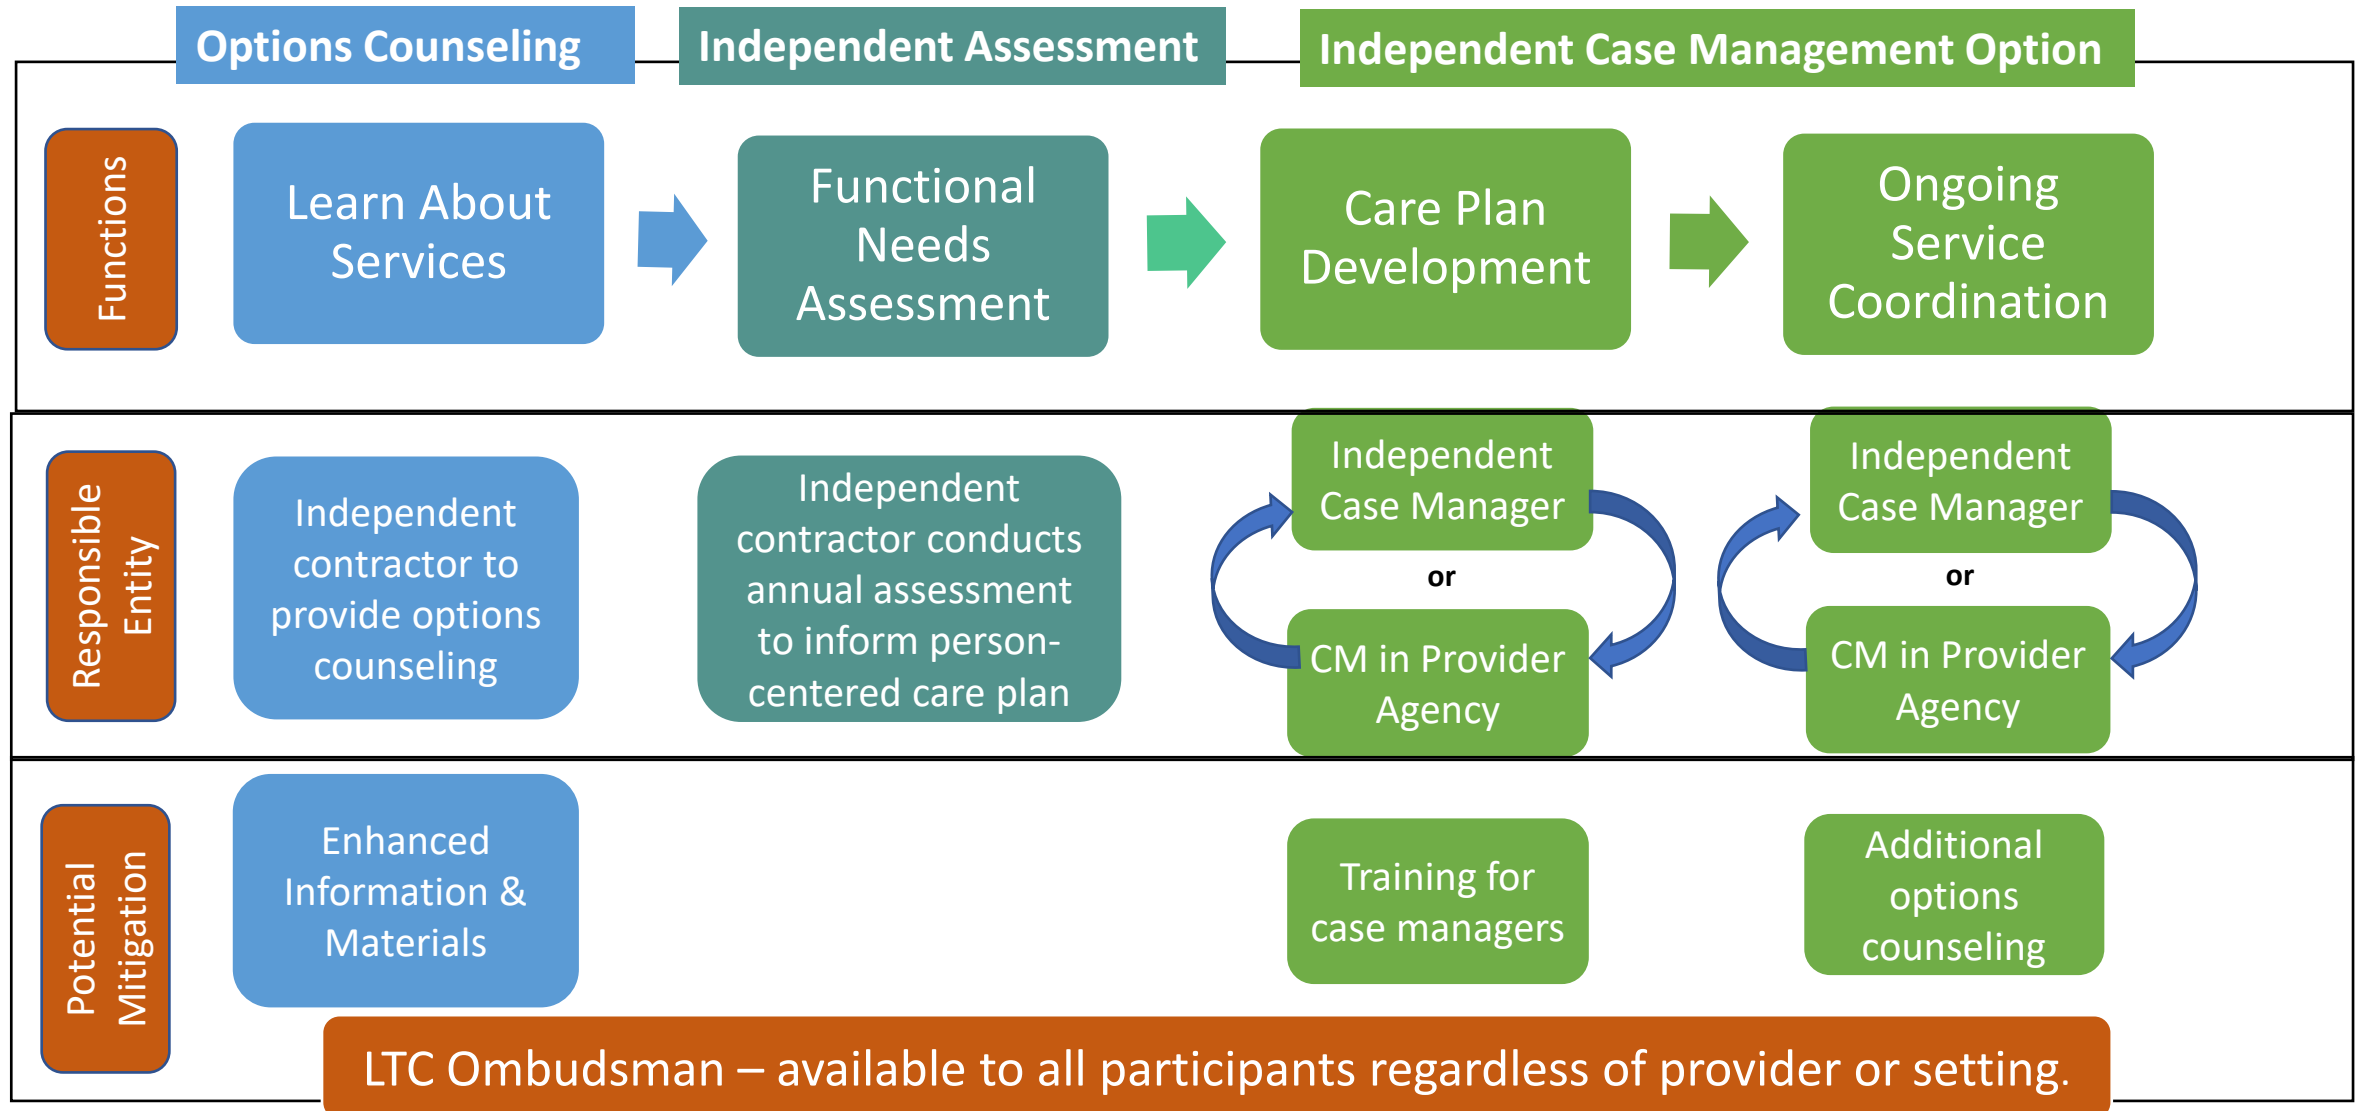 Options Counseling
Independent Assessment
Independent Case Management Option
Functions
Learn About
Services
Functional
Needs
Assessment
Care Plan
Development
Ongoing
Service
Coordination
Responsible
Entity
Independent
contractor to
provide options
counseling
Independent
contractor conducts
annual assessment
to inform person-
centered care plan
Independent
Case Manager
or
CM in Provider
Agency
Independent
Case Manager
or
CM in Provider
Agency
Potential
Mitigation
Enhanced
Information &
Materials
Training for
case managers
Additional
options
counseling
LTC Ombudsman – available to all participants regardless of provider or setting.